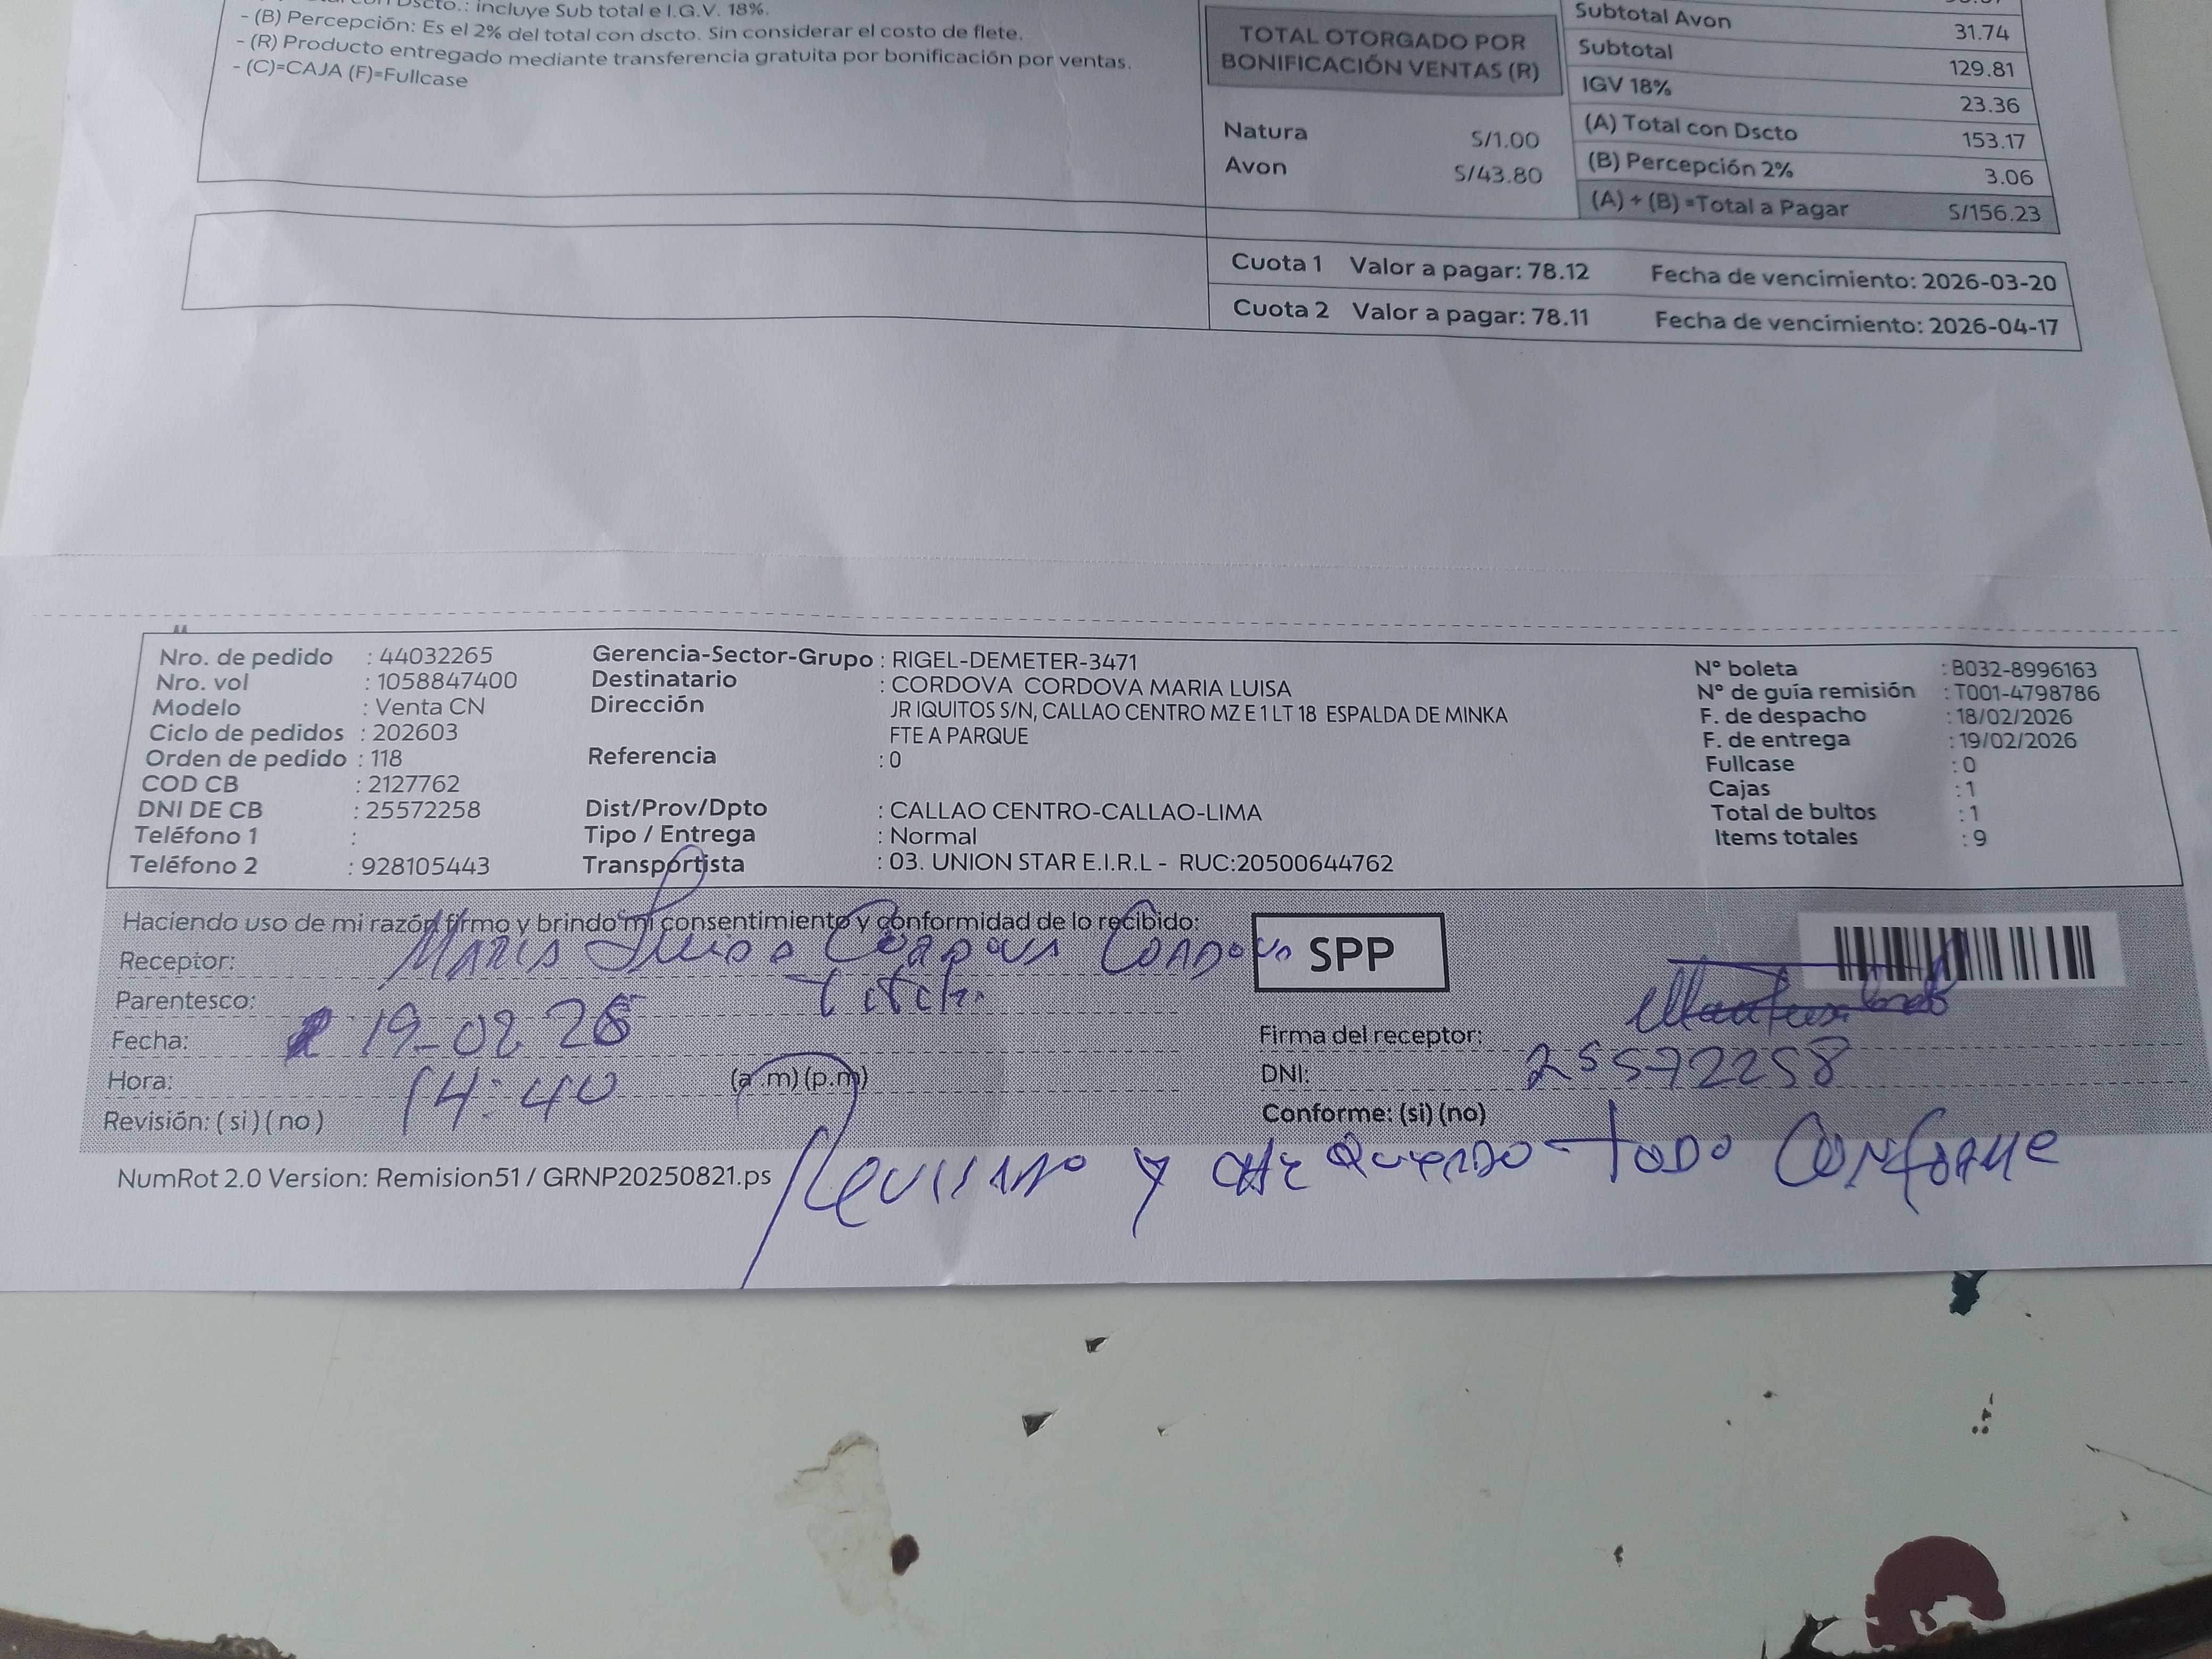 Dscto.: incluye Sub total e I.G.V. 18%.
- (B) Percepción: Es el 2% del total con dscto. Sin considerar el costo de flete.
- (R) Producto entregado mediante transferencia gratuita por bonificación por ventas.
- (C)=CAJA (F)=Fullcase
TOTAL OTORGADO POR
BONIFICACIÓN VENTAS (R)
Natura S/1.00
Avon S/43.80
Subtotal Avon 31.74
Subtotal 129.81
IGV 18% 23.36
(A) Total con Dscto 153.17
(B) Percepción 2% 3.06
(A) + (B) =Total a Pagar S/156.23
Cuota 1 Valor a pagar: 78.12 Fecha de vencimiento: 2026-03-20
Cuota 2 Valor a pagar: 78.11 Fecha de vencimiento: 2026-04-17
Nro. de pedido : 44032265
Nro. vol : 1058847400
Modelo : Venta CN
Ciclo de pedidos : 202603
Orden de pedido : 118
COD CB : 2127762
DNI DE CB : 25572258
Teléfono 1 :
Teléfono 2 : 928105443
Gerencia-Sector-Grupo : RIGEL-DEMETER-3471
Destinatario : CORDOVA CORDOVA MARIA LUISA
Dirección JR IQUITOS S/N, CALLAO CENTRO MZ E 1 LT 18 ESPALDA DE MINKA
FTE A PARQUE
Referencia : 0
Dist/Prov/Dpto : CALLAO CENTRO-CALLAO-LIMA
Tipo / Entrega : Normal
Transportista : 03. UNION STAR E.I.R.L - RUC:20500644762
N° boleta : B032-8996163
N° de guía remisión : T001-4798786
F. de despacho : 18/02/2026
F. de entrega : 19/02/2026
Fullcase : 0
Cajas : 1
Total de bultos : 1
Items totales : 9
Haciendo uso de mi razón firmo y brindo mi consentimiento y conformidad de lo recibido:
Receptor: Maria Luisa Cordova Cordova
Parentesco:
Fecha: 19-02 26
Hora: 14:40 (a.m) (p.m)
Revisión: ( si ) ( no )
SPP
Firma del receptor:
DNI: 25572258
Conforme: (si) (no)
Revisado y todo Conforme
NumRot 2.0 Version: Remision51 / GRNP20250821.ps